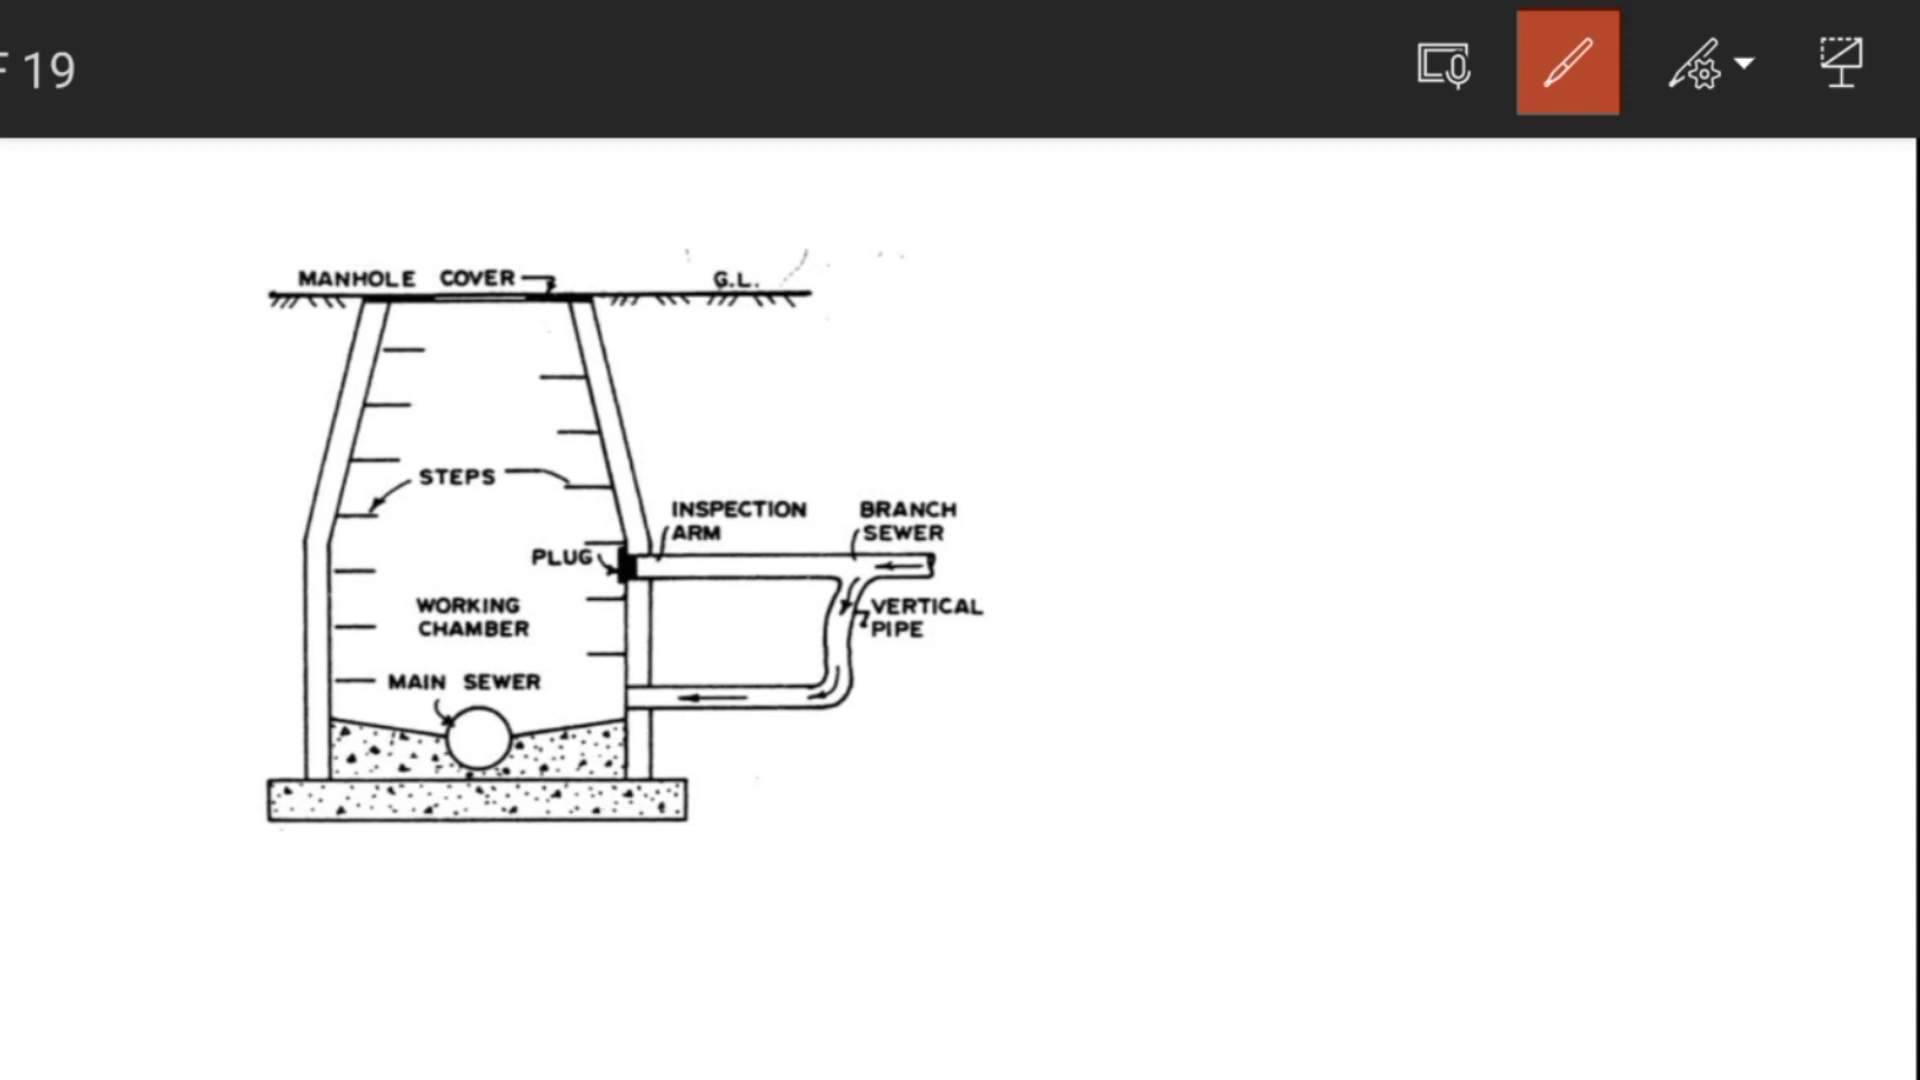 F 19
MANHOLE COVER
G.L.
STEPS
INSPECTION
ARM
BRANCH
SEWER
PLUG
WORKING
CHAMBER
VERTICAL
PIPE
MAIN SEWER